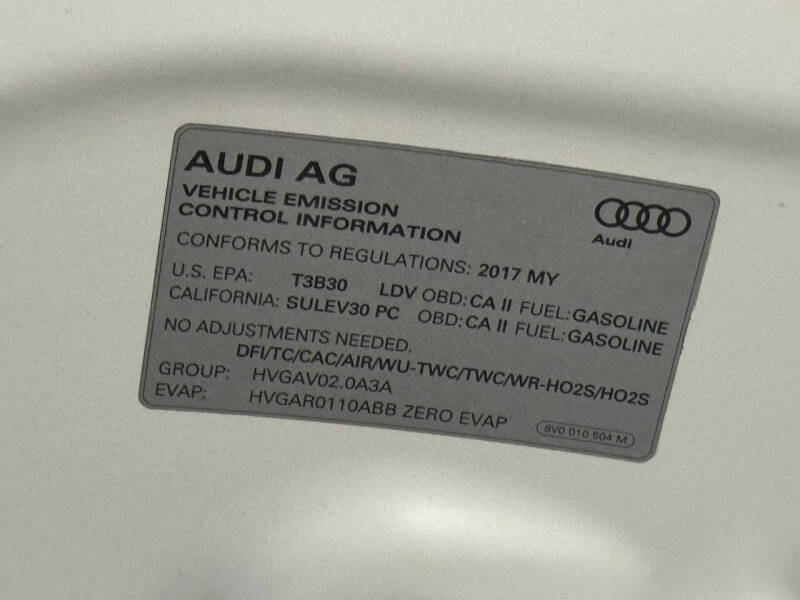 AUDI AG
VEHICLE EMISSION
CONTROL INFORMATION
Audi
CONFORMS TO REGULATIONS: 2017 MY
U.S. EPA: T3B30 LDV OBD: CA II FUEL: GASOLINE
CALIFORNIA: SULEV30 PC OBD: CA II FUEL: GASOLINE
NO ADJUSTMENTS NEEDED.
DFI/TC/CAC/AIR/WU-TWC/TWC/WR-HO2S/HO2S
GROUP: HVGAV02.0A3A
EVAP: HVGAR0110ABB ZERO EVAP
8V0 010 504 M